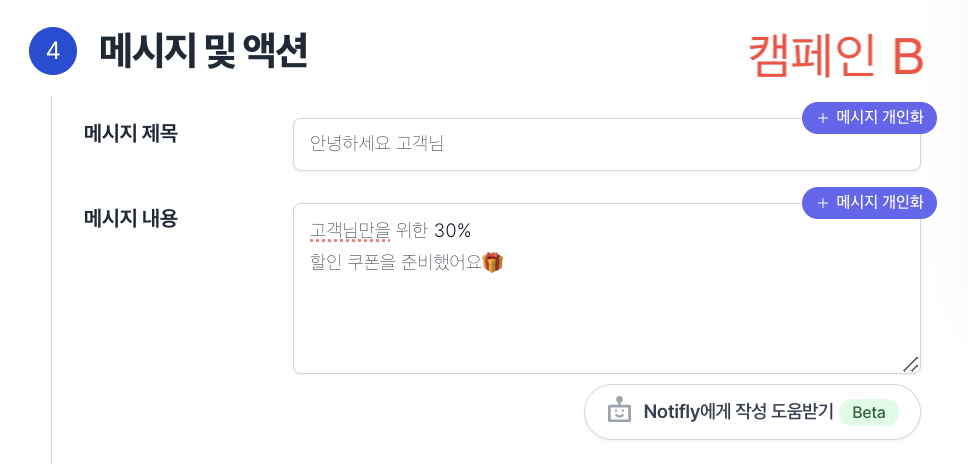 4 메시지 및 액션
캠페인 B
메시지 제목
+ 메시지 개인화
안녕하세요 고객님
메시지 내용
+ 메시지 개인화
고객님만을 위한 30%
할인 쿠폰을 준비했어요🎁
Notifly에게 작성 도움받기 Beta